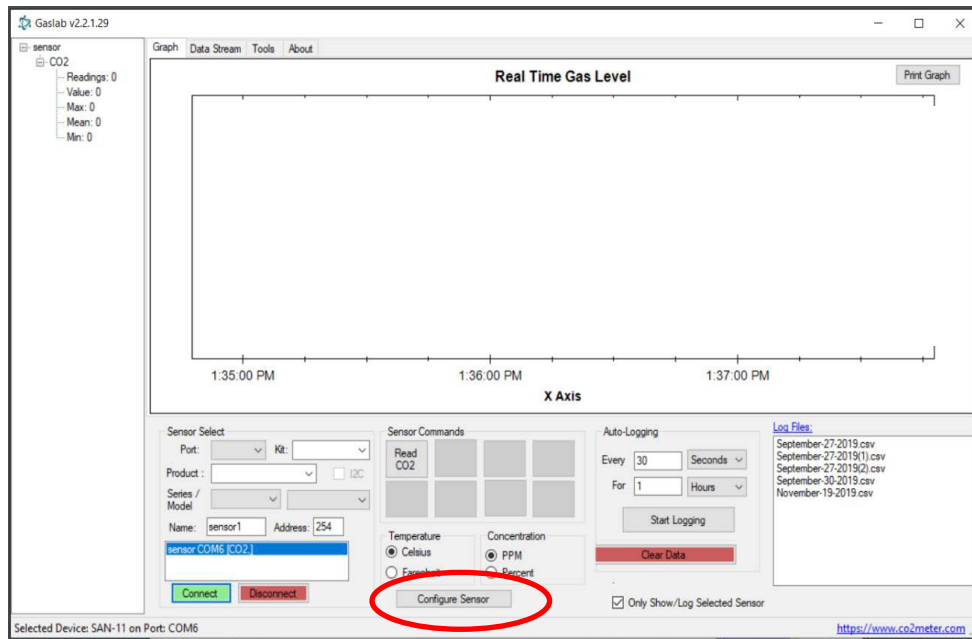 Gaslab v2.2.1.29
sensor
CO2
Readings: 0
Value: 0
Max: 0
Mean: 0
Min: 0
Graph Data Stream Tools About
Real Time Gas Level
Print Graph
1:35:00 PM 1:36:00 PM 1:37:00 PM
X Axis
Sensor Select
Port: Kit:
Product : I2C
Series / Model
Name: sensor1 Address: 254
sensor COM6 [CO2.]
Connect Disconnect
Sensor Commands
Read CO2
Temperature
Celsius
Farenheit
Concentration
PPM
Percent
Configure Sensor
Auto-Logging
Every 30 Seconds
For 1 Hours
Start Logging
Clear Data
Only Show/Log Selected Sensor
Log Files:
September-27-2019.csv
September-27-2019(1).csv
September-27-2019(2).csv
September-30-2019.csv
November-19-2019.csv
Selected Device: SAN-11 on Port: COM6
https://www.co2meter.com